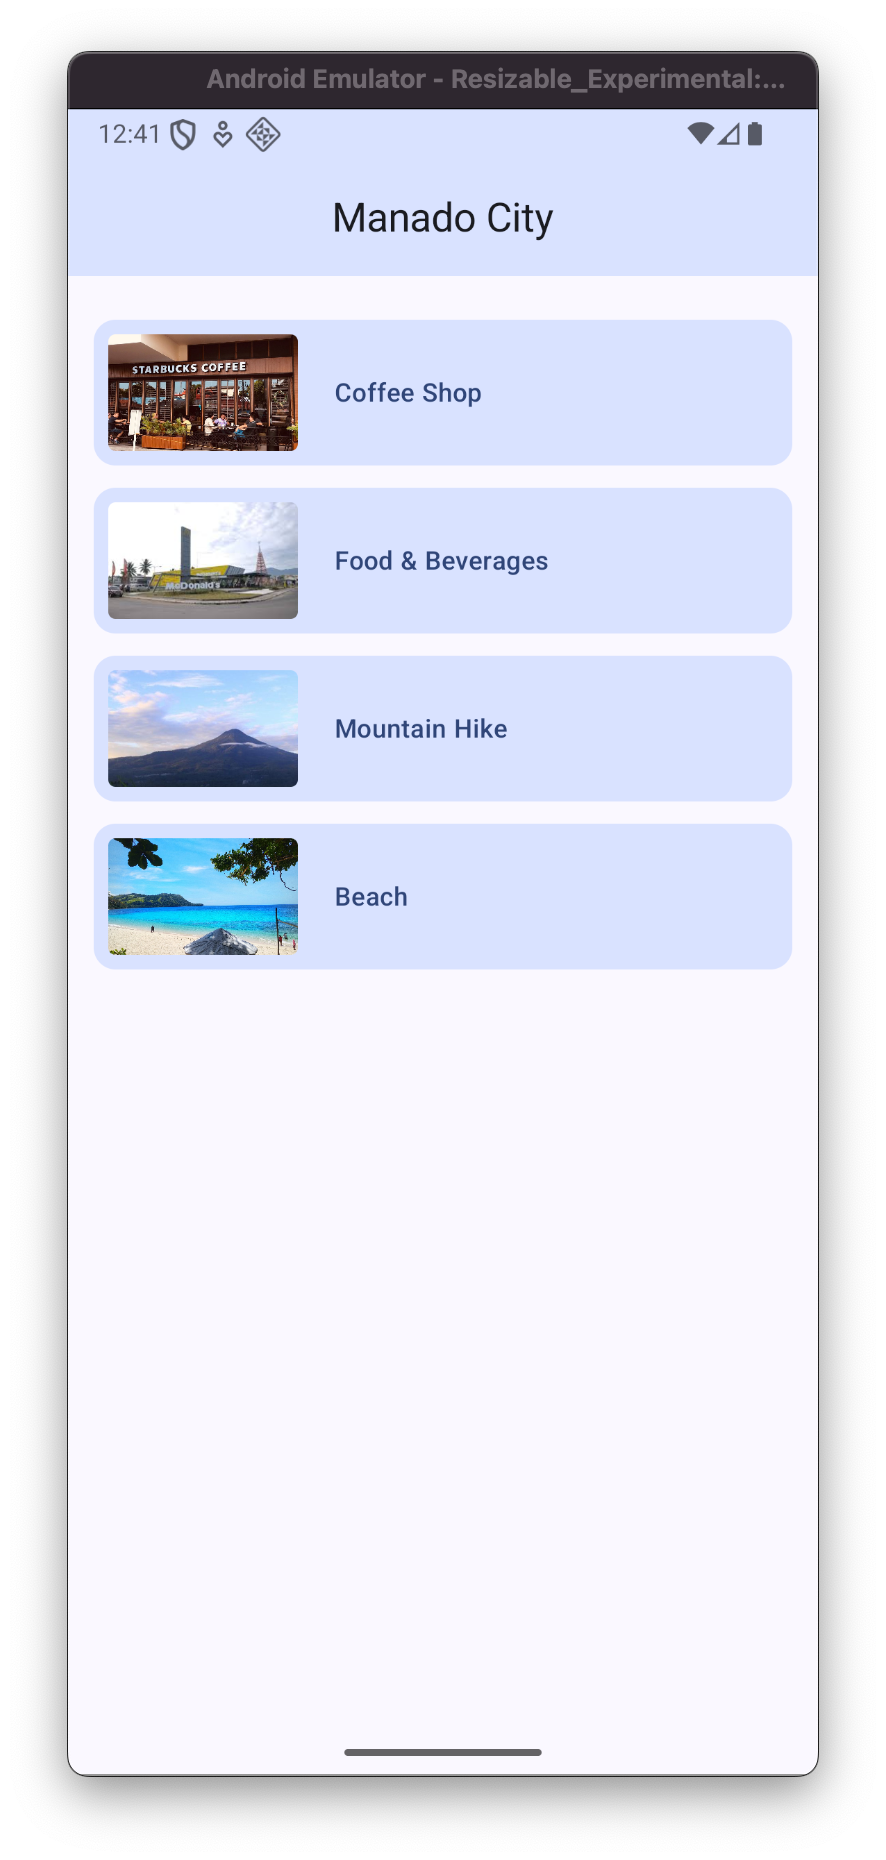 Android Emulator - Resizable_Experimental:...
12:41
Manado City
STARBUCKS COFFEE
Coffee Shop
McDonald's
Food & Beverages
Mountain Hike
Beach